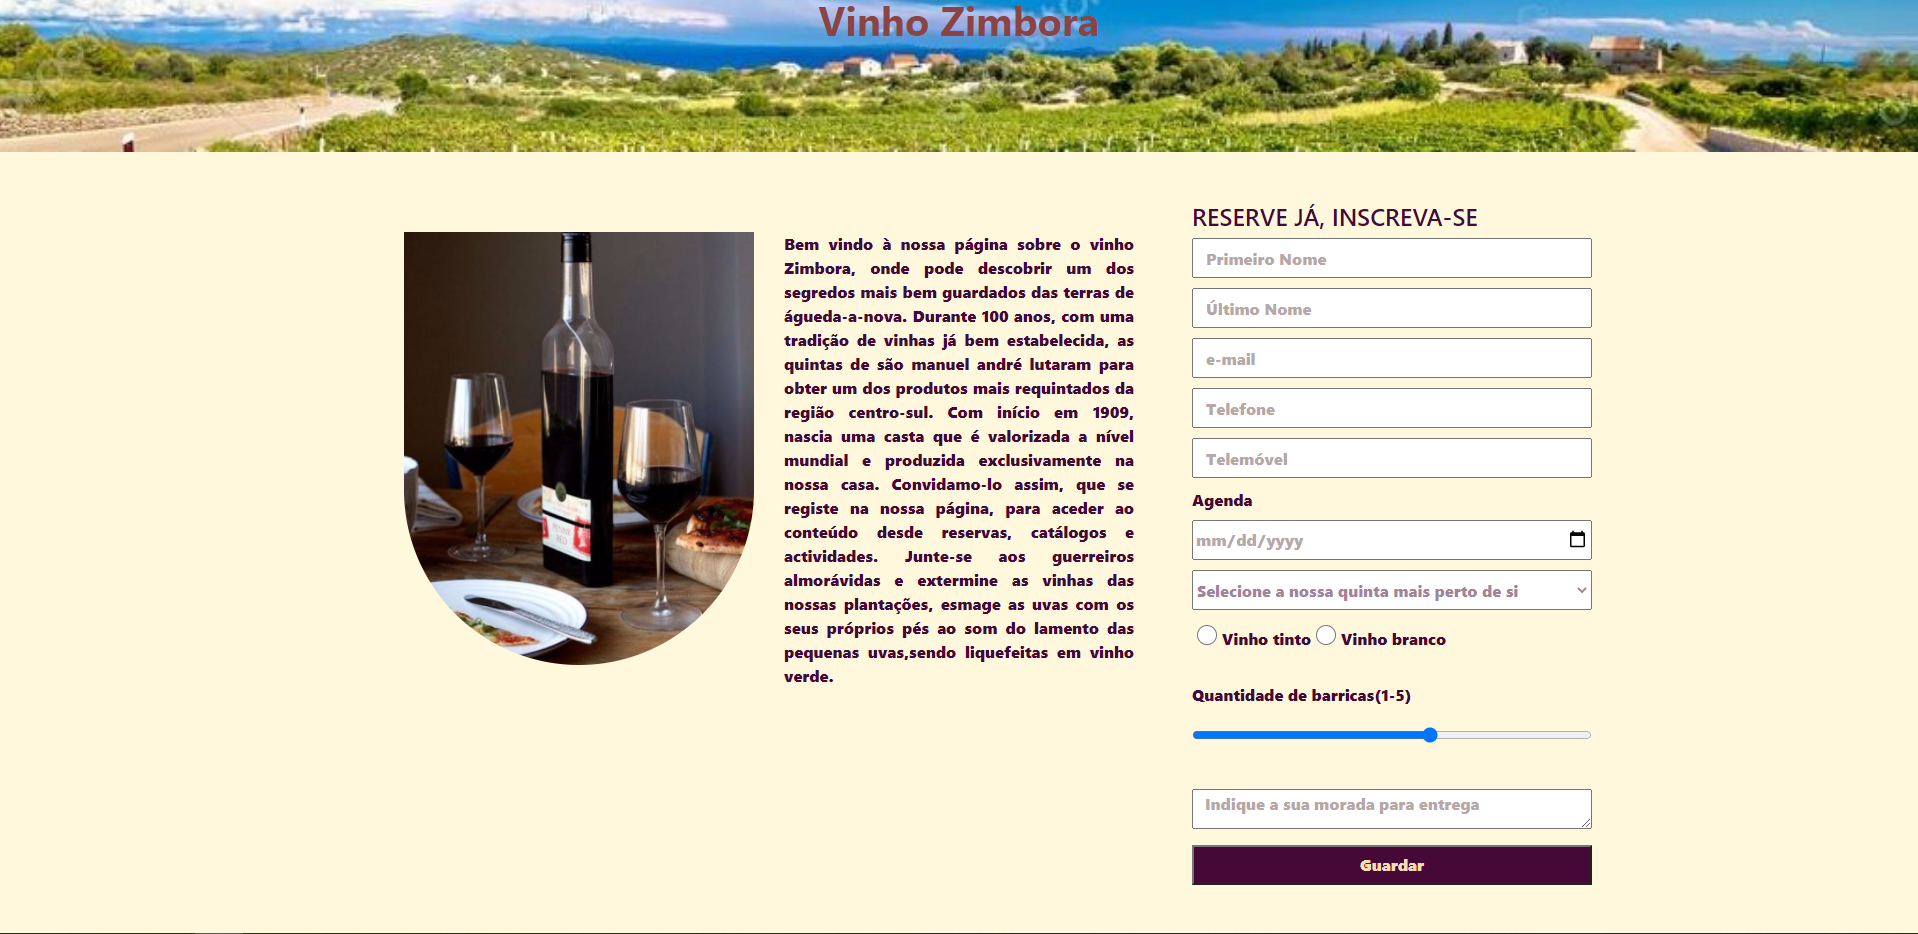 Vinho Zimbora
Bem vindo à nossa página sobre o vinho
Zimbora, onde pode descobrir um dos
segredos mais bem guardados das terras de
águeda-a-nova. Durante 100 anos, com uma
tradição de vinhas já bem estabelecida, as
quintas de são manuel andré lutaram para
obter um dos produtos mais requintados da
região centro-sul. Com início em 1909,
nascia uma casta que é valorizada a nível
mundial e produzida exclusivamente na
nossa casa. Convidamo-lo assim, que se
registe na nossa página, para aceder ao
conteúdo desde reservas, catálogos e
actividades. Junte-se aos guerreiros
almorávidas e extermine as vinhas das
nossas plantações, esmage as uvas com os
seus próprios pés ao som do lamento das
pequenas uvas,sendo liquefeitas em vinho
verde.
RESERVE JÁ, INSCREVA-SE
Primeiro Nome
Último Nome
e-mail
Telefone
Telemóvel
Agenda
mm/dd/yyyy
Selecione a nossa quinta mais perto de si
Vinho tinto Vinho branco
Quantidade de barricas(1-5)
Indique a sua morada para entrega
Guardar